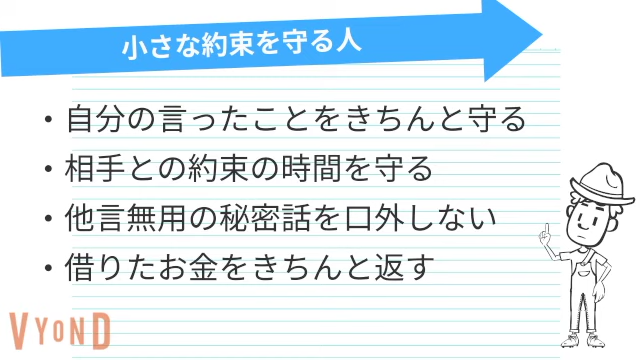 小さな約束を守る人
・自分の言ったことをきちんと守る
・相手との約束の時間を守る
・他言無用の秘密話を口外しない
・借りたお金をきちんと返す
VYOND